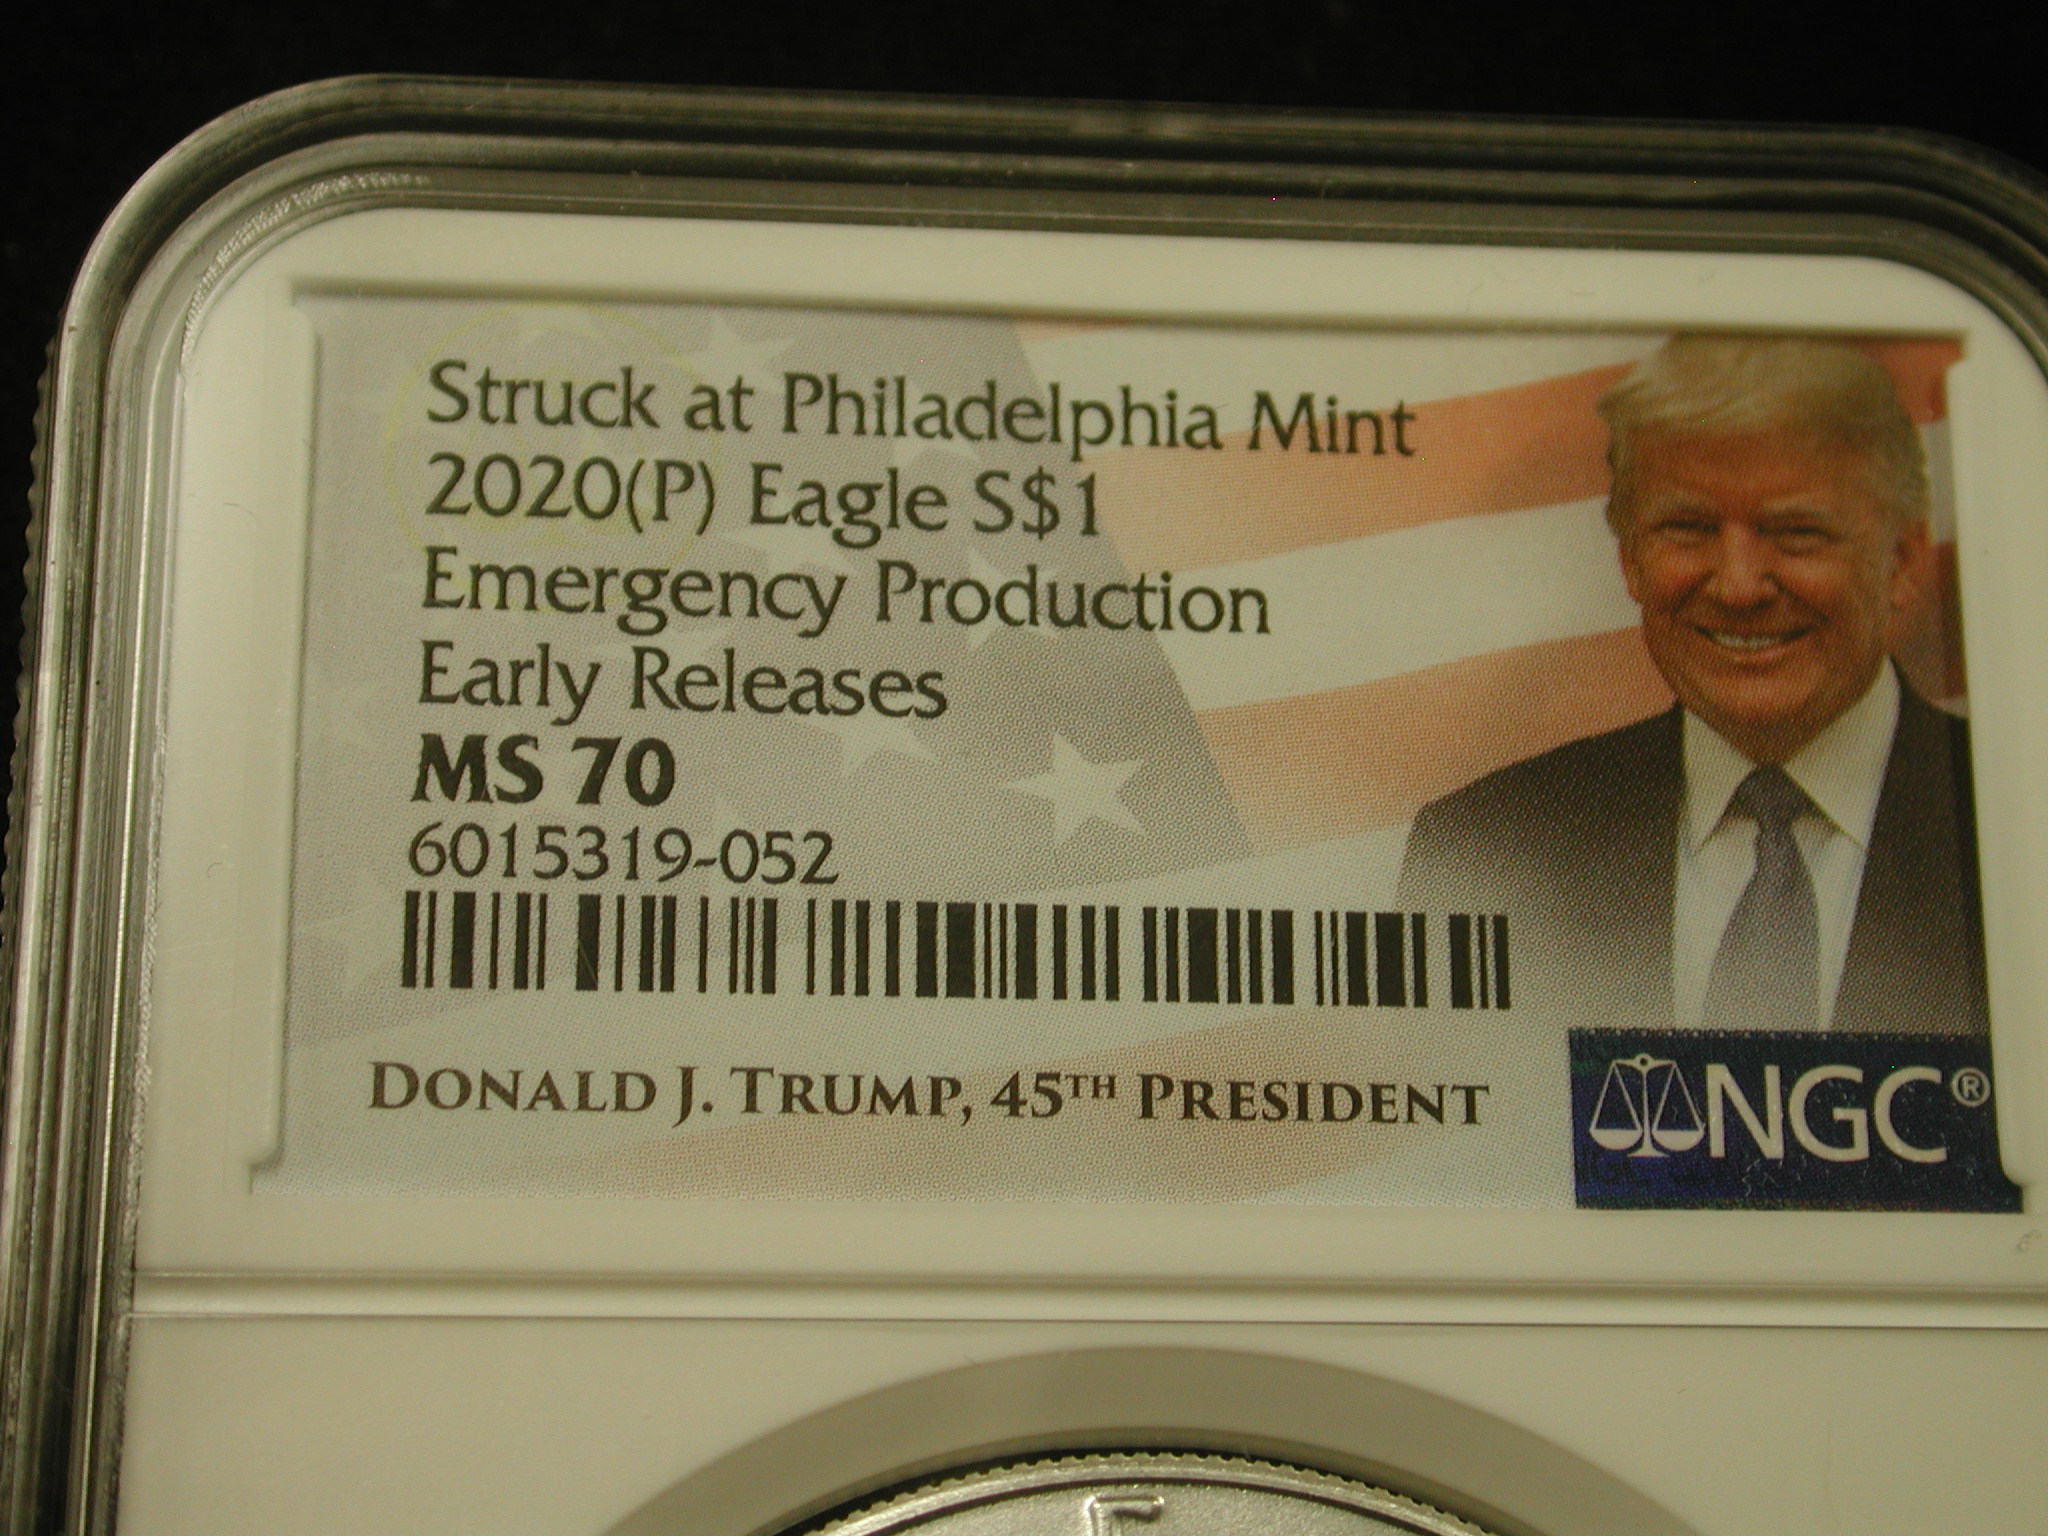 Struck at Philadelphia Mint
2020(P) Eagle S$1
Emergency Production
Early Releases
MS 70
6015319-052
DONALD J. TRUMP, 45TH PRESIDENT
NGC®